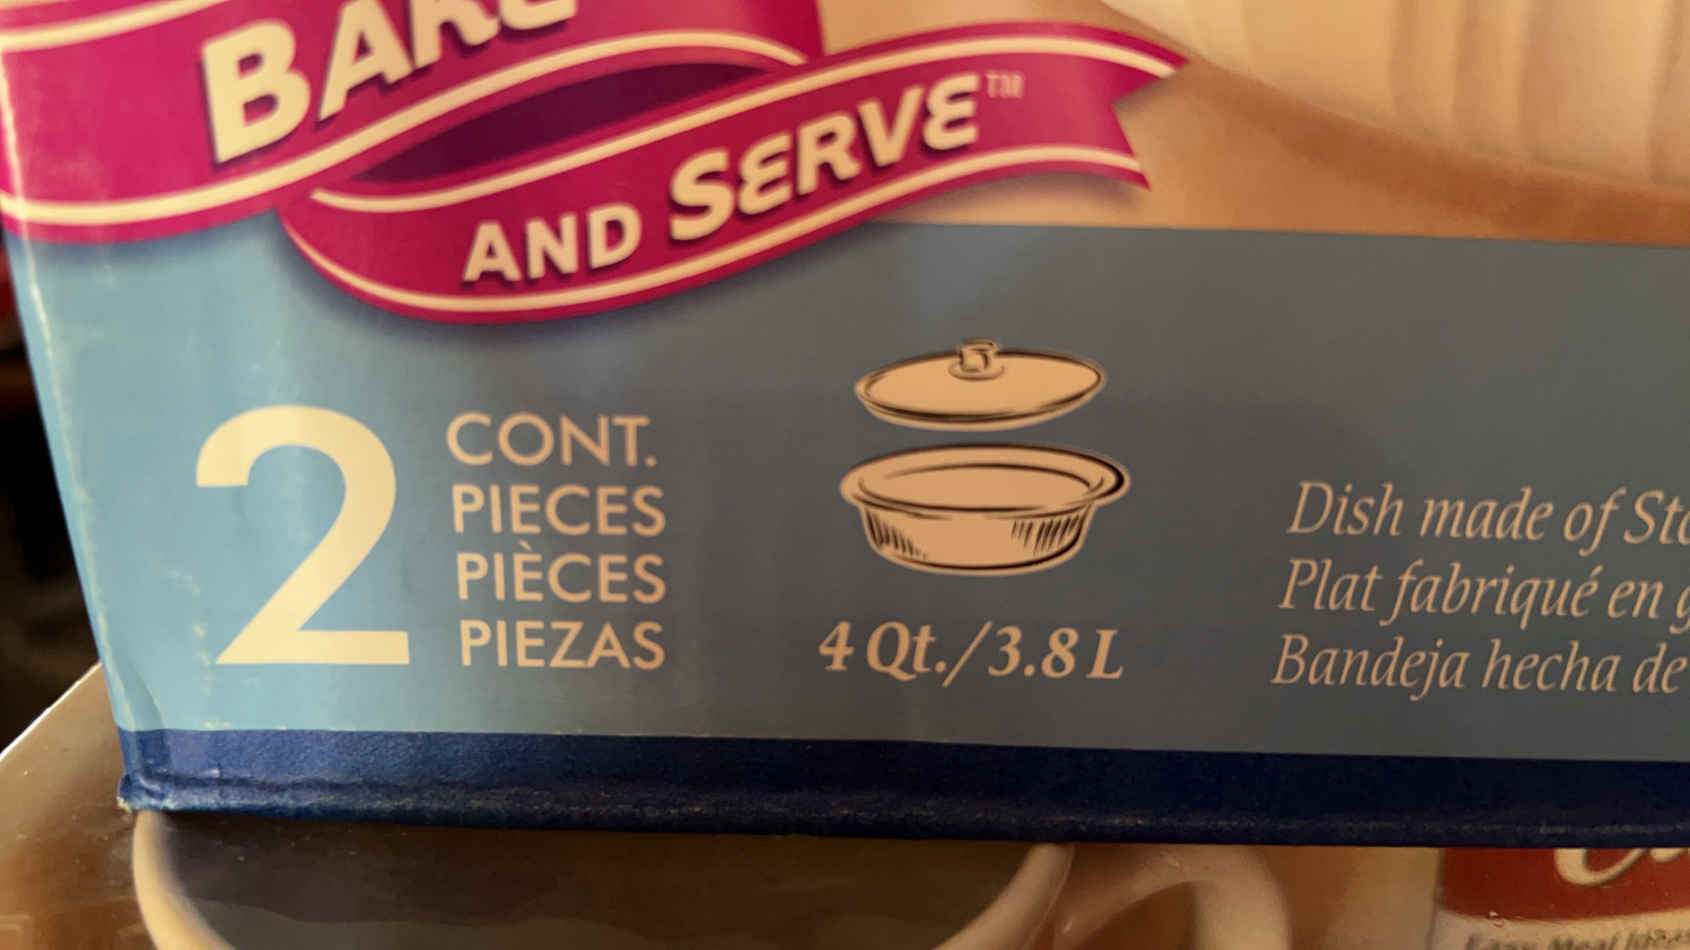 BAKE
AND SERVE™
2
CONT.
PIECES
PIÈCES
PIEZAS
4 Qt./3.8 L
Dish made of
Plat fabriqué en
Bandeja hecha de